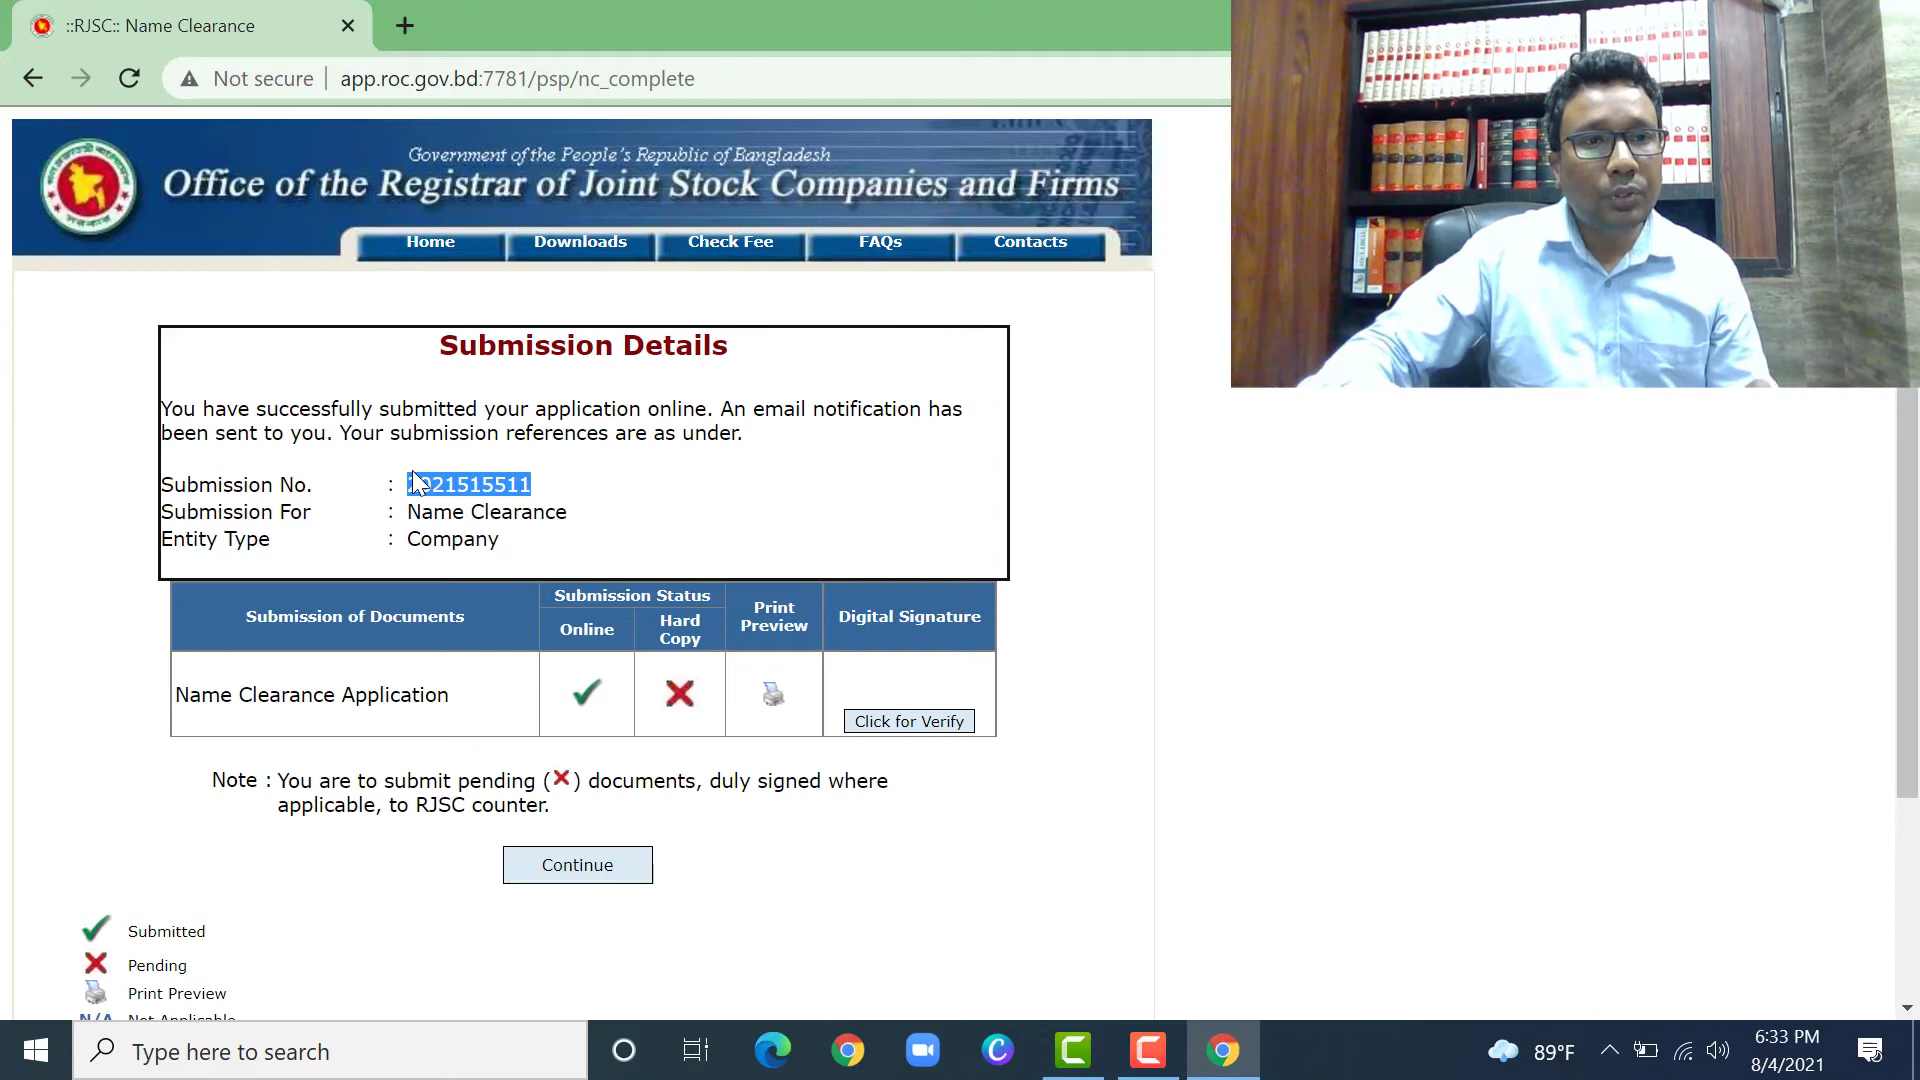 ::RJSC:: Name Clearance
Not secure
app.roc.gov.bd:7781/psp/nc_complete
Government of the People's Republic of Bangladesh
Office of the Registrar of Joint Stock Companies and Firms
Home Downloads Check Fee FAQs Contacts
Submission Details
You have successfully submitted your application online. An email notification has
been sent to you. Your submission references are as under.
Submission No. : 2021515511
Submission For : Name Clearance
Entity Type : Company
Submission of Documents
Submission Status
Online
Hard
Copy
Print
Preview
Digital Signature
Name Clearance Application
Click for Verify
Note : You are to submit pending (✗) documents, duly signed where
applicable, to RJSC counter.
Continue
Submitted
Pending
Print Preview
N/A Not Applicable
Type here to search
89°F
6:33 PM
8/4/2021